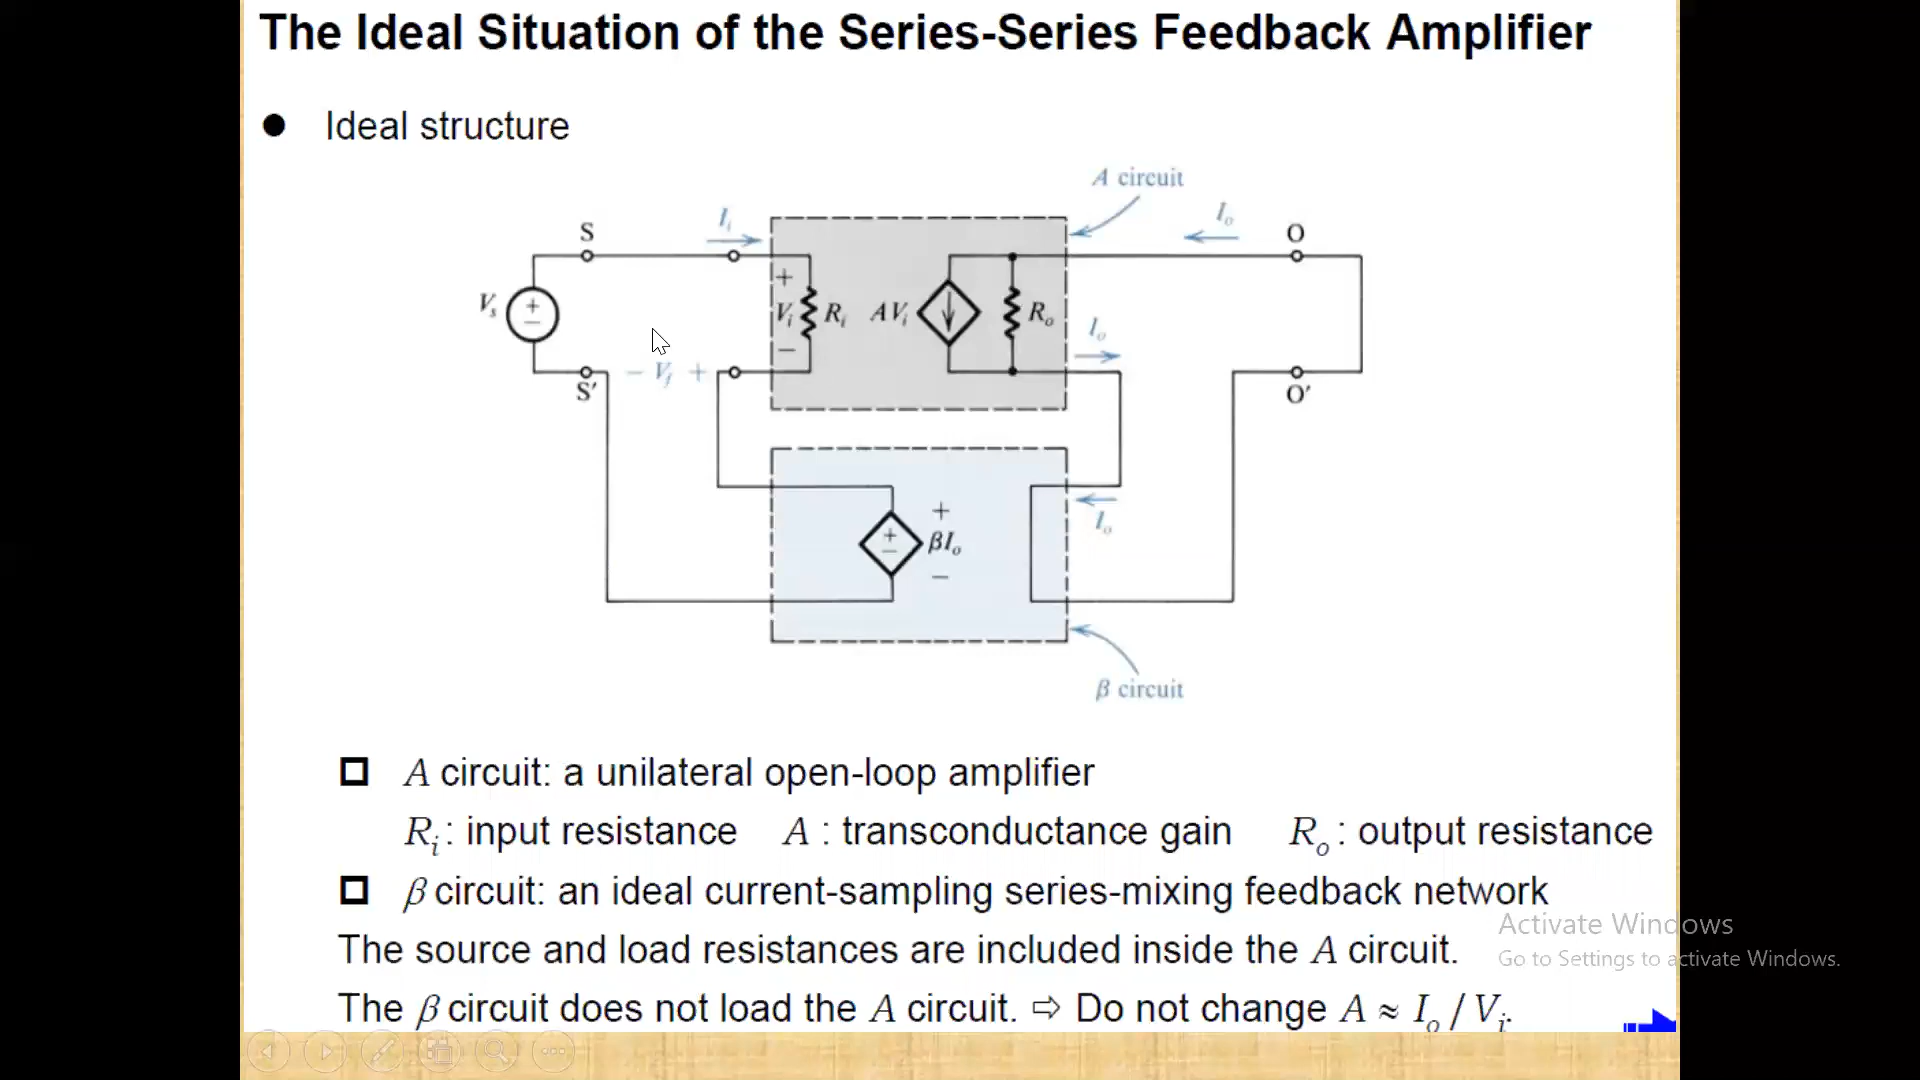 The Ideal Situation of the Series-Series Feedback Amplifier
● Ideal structure
A circuit
I_i
I_o
S
O
+
V_s
+
−
V_i
R_i
AV_i
R_o
I_o
−
S′
− V_f +
O′
+
I_o
+
−
βI_o
−
β circuit
A circuit: a unilateral open-loop amplifier
R_i: input resistance A : transconductance gain R_o: output resistance
β circuit: an ideal current-sampling series-mixing feedback network
The source and load resistances are included inside the A circuit.
The β circuit does not load the A circuit. ⇨ Do not change A ≈ I_o / V_i.
Activate Windows
Go to Settings to activate Windows.